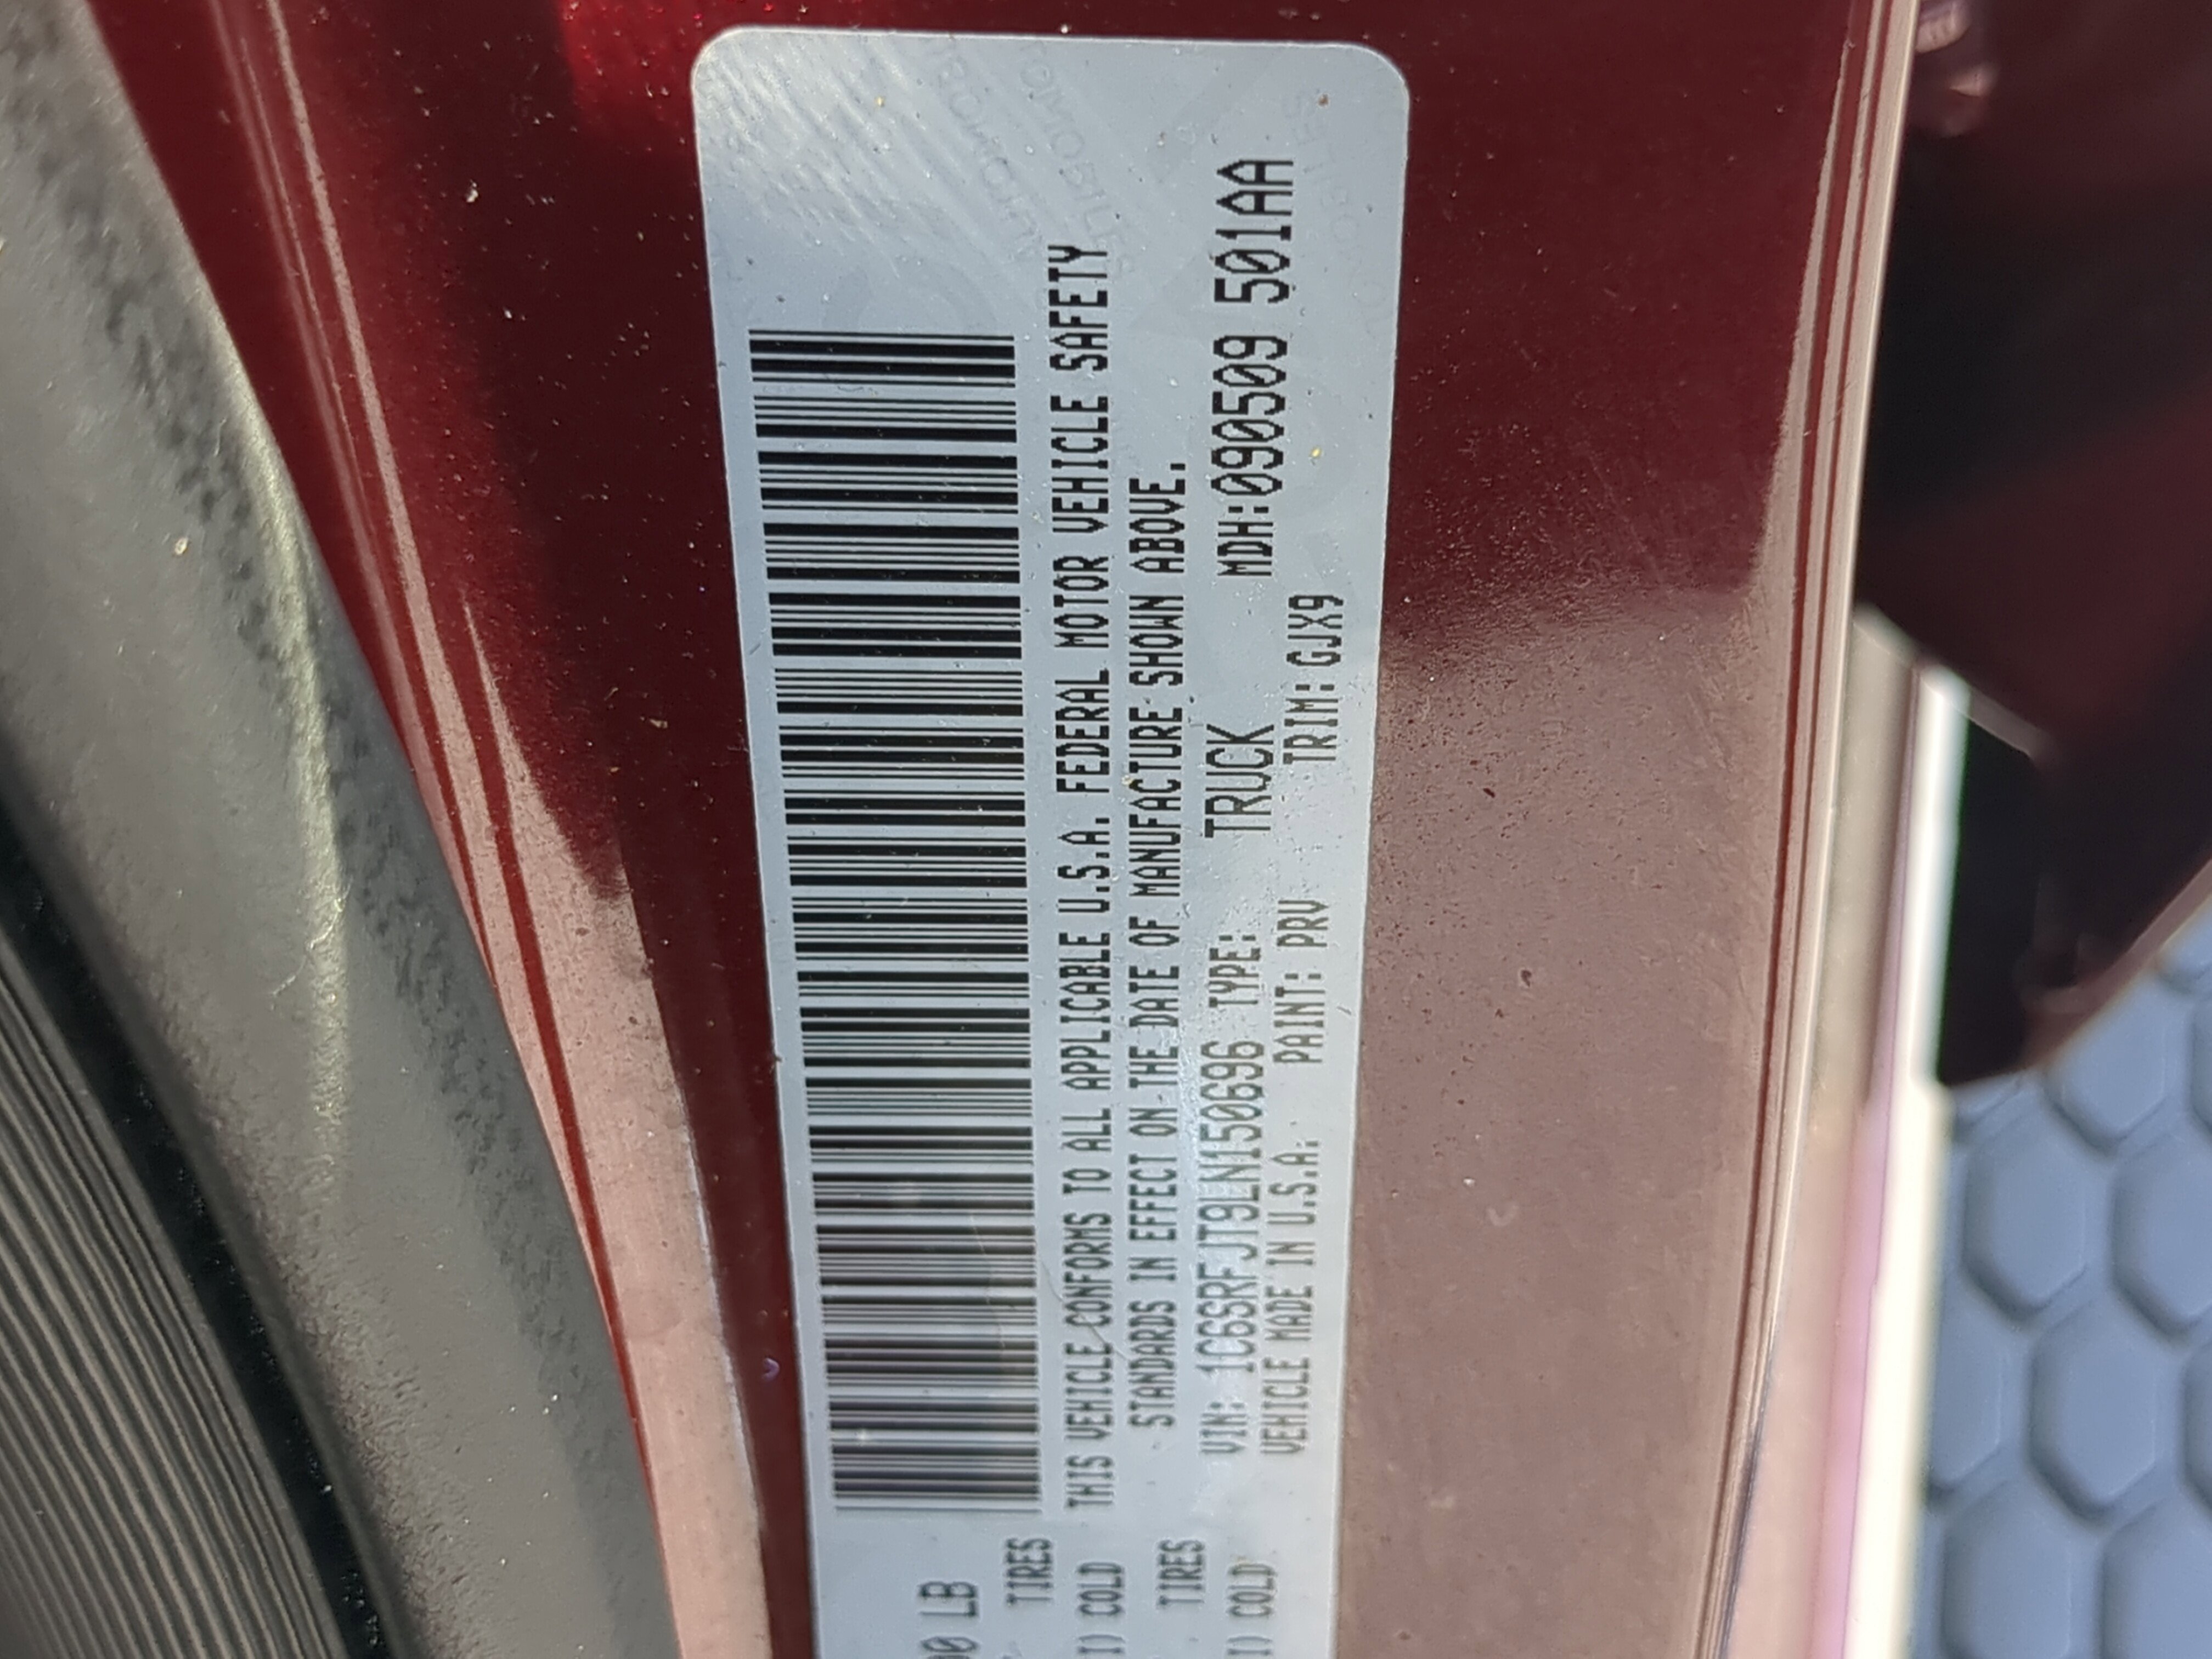 00 LB
TIRES
I) COLD
TIRES
I) COLD
THIS VEHICLE CONFORMS TO ALL APPLICABLE U.S.A. FEDERAL MOTOR VEHICLE SAFETY
STANDARDS IN EFFECT ON THE DATE OF MANUFACTURE SHOWN ABOVE.
VIN: 1C6SRFJT9LN150696 TYPE: TRUCK MDH:090509 501AA
VEHICLE MADE IN U.S.A. PAINT: PRV TRIM: GJX9